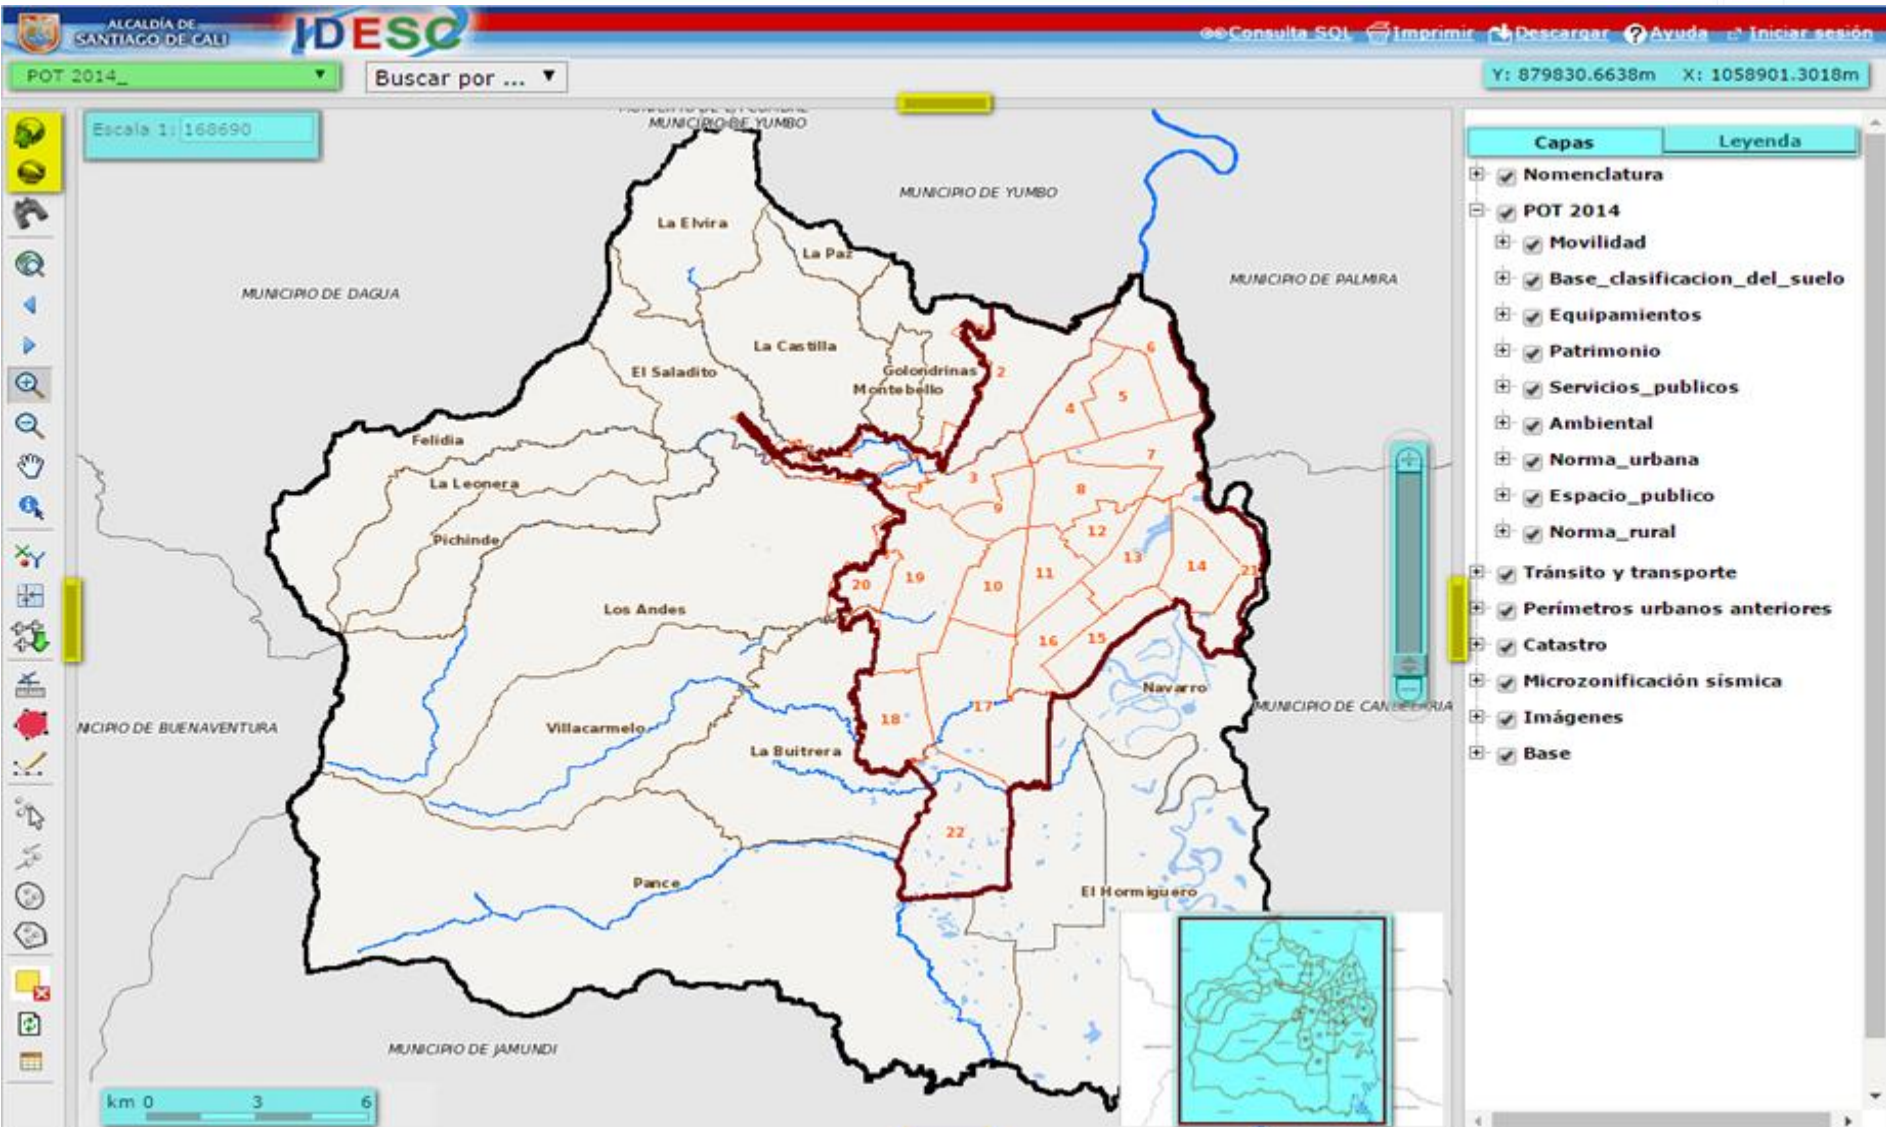 ALCALDÍA DE
SANTIAGO DE CALI
IDESC
Consulta SQL Imprimir Descargar Ayuda Iniciar sesión
POT 2014_
Buscar por ...
Y: 879830.6638m X: 1058901.3018m
Escala 1: 168690
MUNICIPIO DE YUMBO
MUNICIPIO DE YUMBO
MUNICIPIO DE DAGUA
MUNICIPIO DE PALMIRA
La Elvira
La Paz
La Castilla
El Saladito
Golondrinas
Montebello
Felidia
La Leonera
Pichinde
Los Andes
Villacarmelo
La Buitrera
Pance
Navarro
El Hormiguero
2
6
5
4
7
3
8
9
12
13
14
21
20
19
10
11
16
15
18
17
22
NICIPIO DE BUENAVENTURA
MUNICIPIO DE JAMUNDI
km 0 3 6
Capas Leyenda
Nomenclatura
POT 2014
Movilidad
Base_clasificacion_del_suelo
Equipamientos
Patrimonio
Servicios_publicos
Ambiental
Norma_urbana
Espacio_publico
Norma_rural
Tránsito y transporte
Perímetros urbanos anteriores
Catastro
Microzonificación sísmica
Imágenes
Base